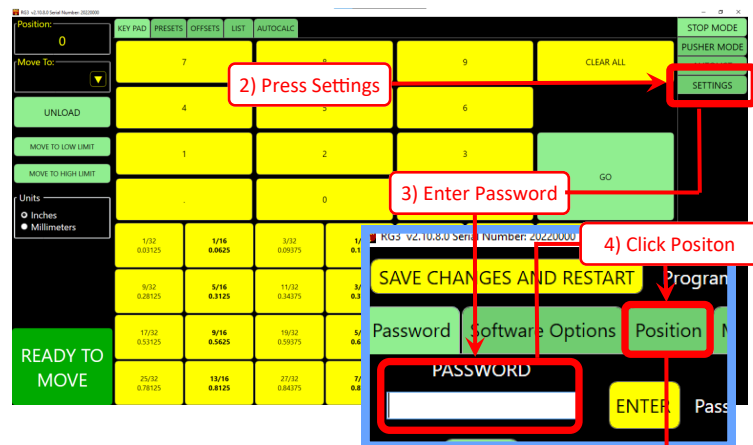 RG3 v2.10.8.0 Serial Number: 20220000
Position:
0
Move To:
UNLOAD
MOVE TO LOW LIMIT
MOVE TO HIGH LIMIT
Units
Inches
Millimeters
READY TO
MOVE
KEY PAD PRESETS OFFSETS LIST AUTOCALC
7 9 CLEAR ALL
4 6
1 2 3
GO
. 0
1/32 1/16 3/32
0.03125 0.0625 0.09375
9/32 5/16 11/32
0.28125 0.3125 0.34375
17/32 9/16 19/32
0.53125 0.5625 0.59375
25/32 13/16 27/32
0.78125 0.8125 0.84375
STOP MODE
PUSHER MODE
SETTINGS
2) Press Settings
3) Enter Password
4) Click Positon
RG3 v2.10.8.0 Serial Number: 20220000
SAVE CHANGES AND RESTART Program
Password Software Options Position
PASSWORD
ENTER Pass